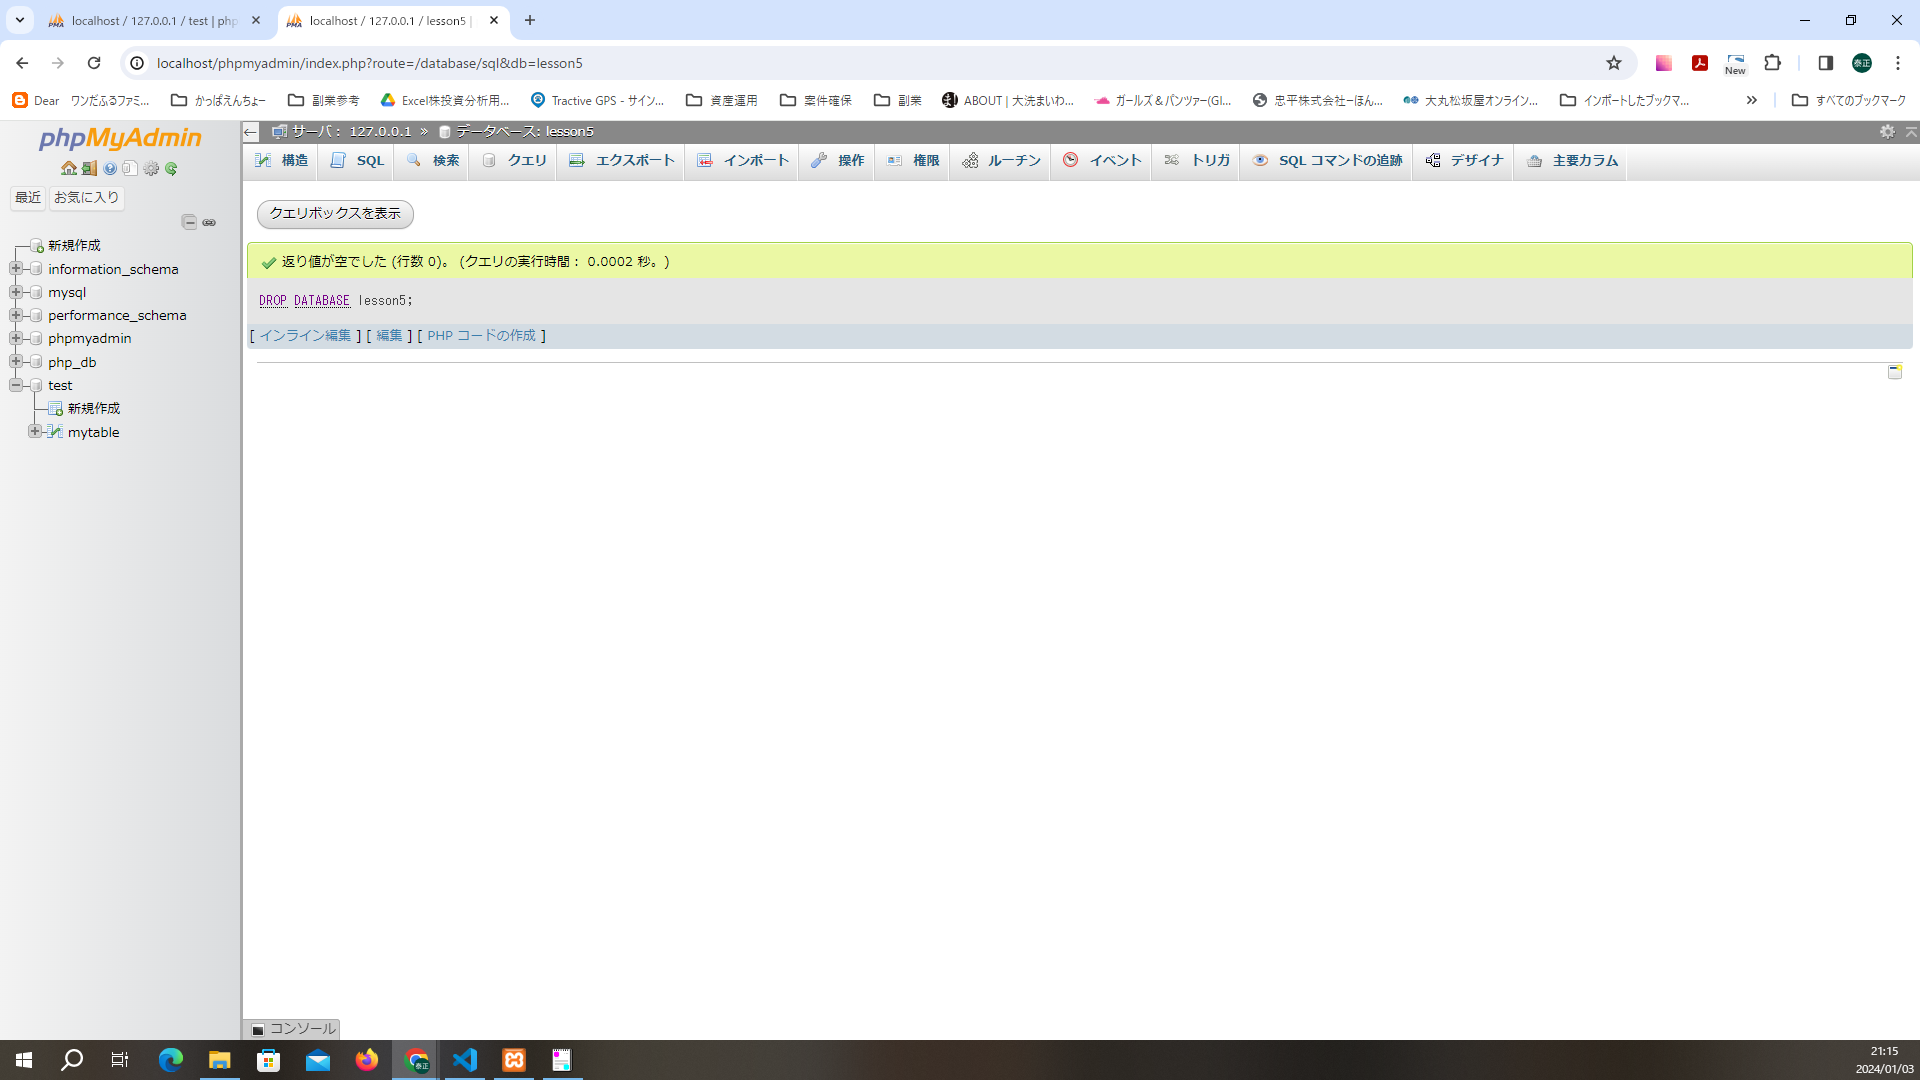 localhost / 127.0.0.1 / test | php
localhost / 127.0.0.1 / lesson5 |
localhost/phpmyadmin/index.php?route=/database/sql&db=lesson5
New
泰正
Dear ワンだふるファミ...
かっぱえんちょー
副業参考
Excel株投資分析用...
Tractive GPS - サイン...
資産運用
案件確保
副業
ABOUT | 大洗まいわ...
ガールズ＆パンツァー(GI...
忠平株式会社ーほん...
大丸松坂屋オンライン...
インポートしたブックマ...
»
すべてのブックマーク
phpMyAdmin
最近
お気に入り
新規作成
information_schema
mysql
performance_schema
phpmyadmin
php_db
test
新規作成
mytable
サーバ： 127.0.0.1 » データベース: lesson5
構造
SQL
検索
クエリ
エクスポート
インポート
操作
権限
ルーチン
イベント
トリガ
SQL コマンドの追跡
デザイナ
主要カラム
クエリボックスを表示
返り値が空でした (行数 0)。 (クエリの実行時間： 0.0002 秒。)
DROP DATABASE lesson5;
[ インライン編集 ] [ 編集 ] [ PHP コードの作成 ]
コンソール
21:15
2024/01/03